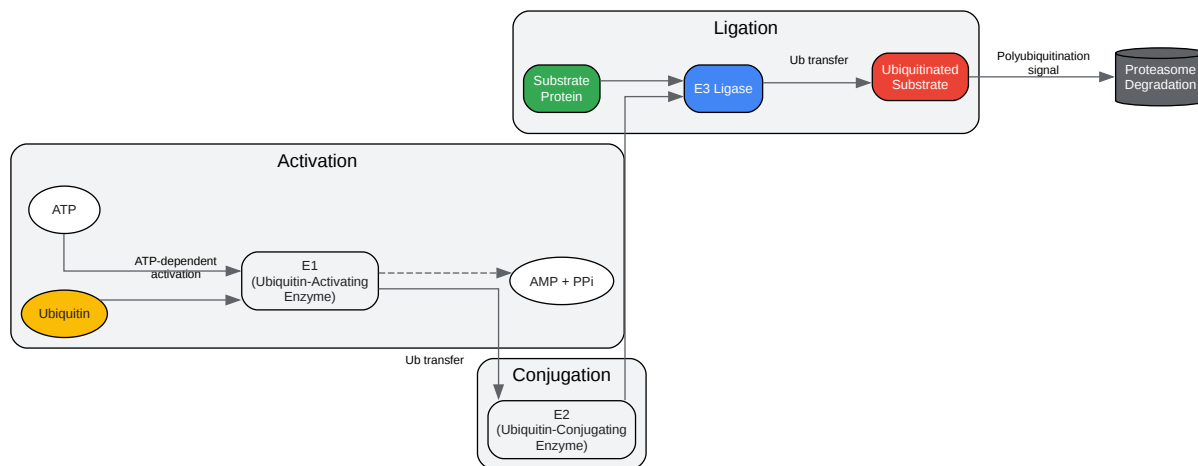 Ligation
Substrate
Protein
E3 Ligase
Ub transfer
Ubiquitinated
Substrate
Polyubiquitination
signal
Proteasome
Degradation
Activation
ATP
ATP-dependent
activation
Ubiquitin
E1
(Ubiquitin-Activating
Enzyme)
AMP + PPi
Ub transfer
Conjugation
E2
(Ubiquitin-Conjugating
Enzyme)